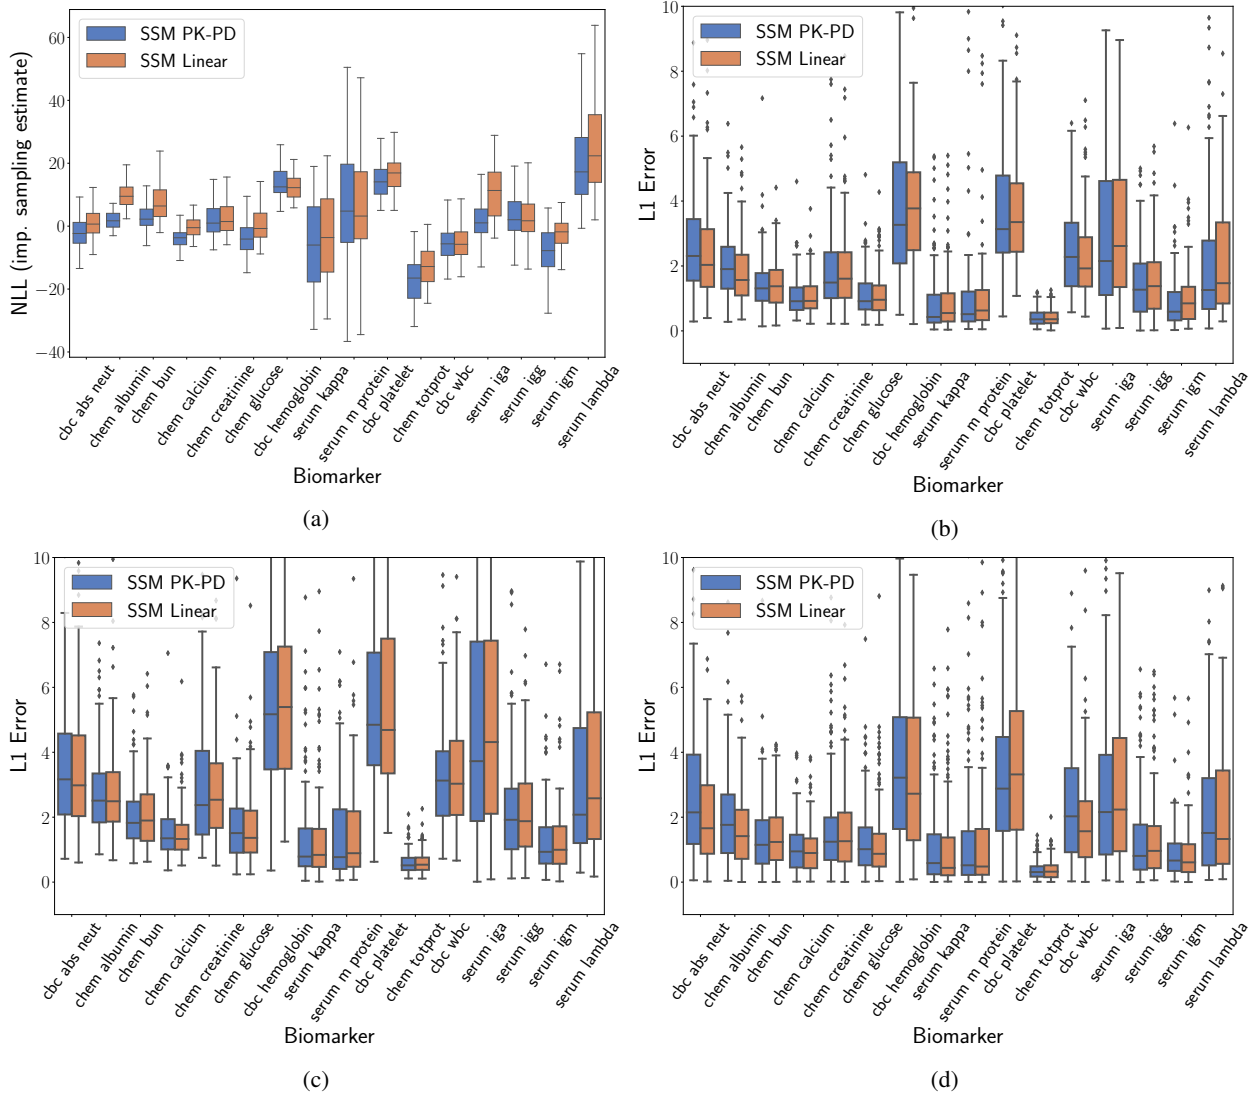 NLL (imp. sampling estimate)
60
40
20
0
−20
−40
SSM PK-PD
SSM Linear
cbc abs neut
chem albumin
chem bun
chem calcium
chem creatinine
chem glucose
cbc hemoglobin
serum kappa
serum m protein
cbc platelet
chem totprot
cbc wbc
serum iga
serum igg
serum igm
serum lambda
Biomarker
(a)
L1 Error
10
8
6
4
2
0
SSM PK-PD
SSM Linear
cbc abs neut
chem albumin
chem bun
chem calcium
chem creatinine
chem glucose
cbc hemoglobin
serum kappa
serum m protein
cbc platelet
chem totprot
cbc wbc
serum iga
serum igg
serum igm
serum lambda
Biomarker
(b)
L1 Error
10
8
6
4
2
0
SSM PK-PD
SSM Linear
cbc abs neut
chem albumin
chem bun
chem calcium
chem creatinine
chem glucose
cbc hemoglobin
serum kappa
serum m protein
cbc platelet
chem totprot
cbc wbc
serum iga
serum igg
serum igm
serum lambda
Biomarker
(c)
L1 Error
10
8
6
4
2
0
SSM PK-PD
SSM Linear
cbc abs neut
chem albumin
chem bun
chem calcium
chem creatinine
chem glucose
cbc hemoglobin
serum kappa
serum m protein
cbc platelet
chem totprot
cbc wbc
serum iga
serum igg
serum igm
serum lambda
Biomarker
(d)